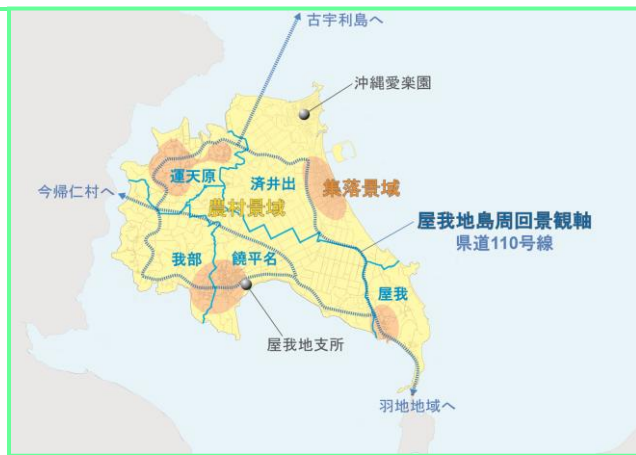 古宇利島へ
沖縄愛楽園
運天原
済井出
集落景域
今帰仁村へ
農村景域
屋我地島周回景観軸
県道110号線
我部
饒平名
屋我
屋我地支所
羽地地域へ